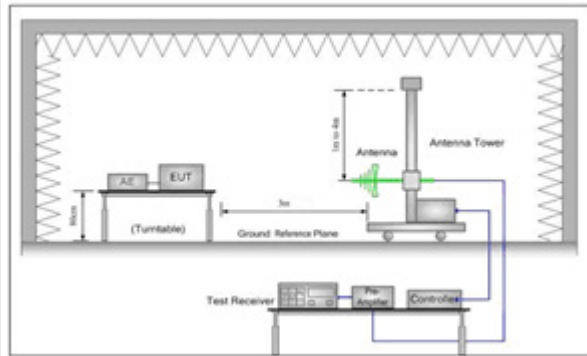 1m to 4m
Antenna
Antenna Tower
AE
EUT
80cm
(Turntable)
3m
Ground Reference Plane
Test Receiver
Pre-
Amplifier
Controller